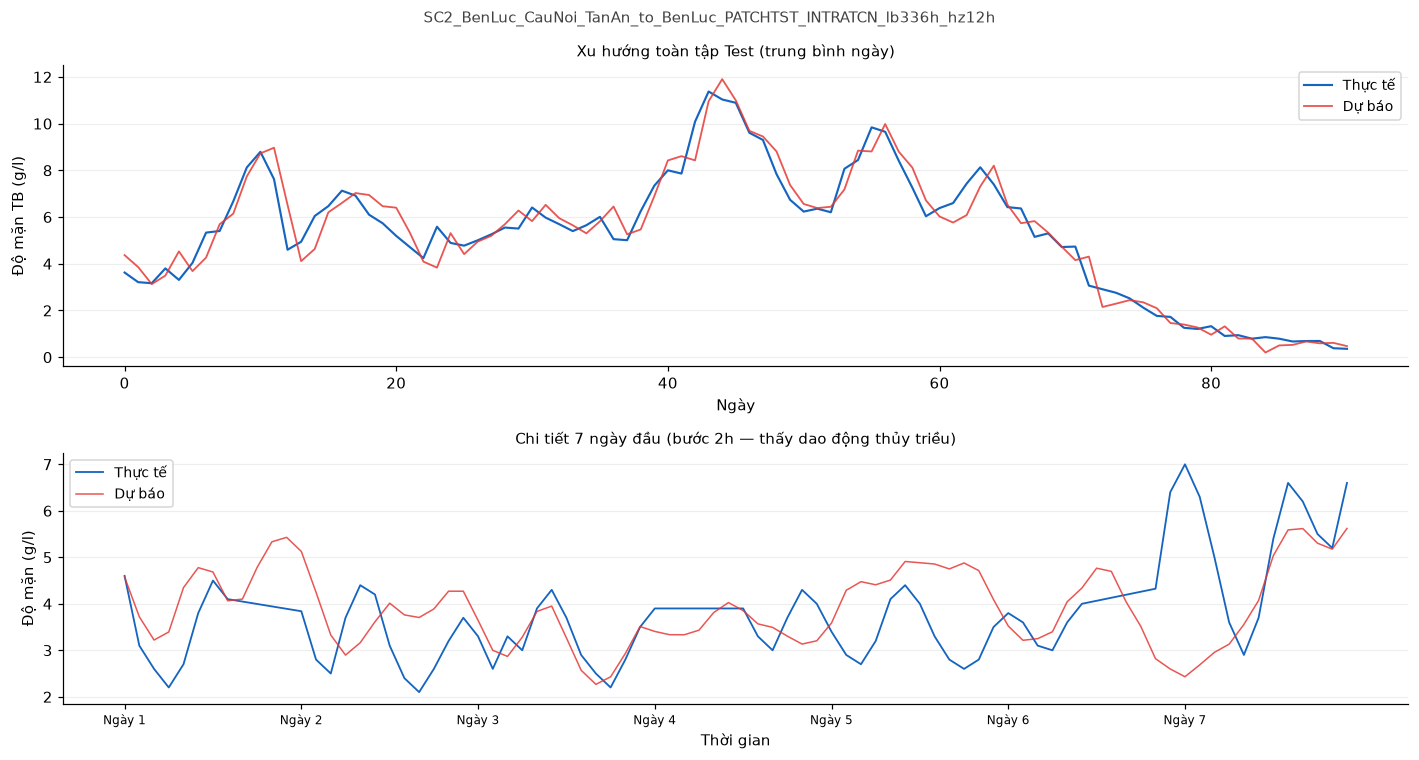 SC2_BenLuc_CauNoi_TanAn_to_BenLuc_PATCHTST_INTRATCN_lb336h_hz12h
Xu hướng toàn tập Test (trung bình ngày)
Độ mặn TB (g/l)
12
10
8
6
4
2
0
Thực tế
Dự báo
0 20 40 60 80
Ngày
Chi tiết 7 ngày đầu (bước 2h — thấy dao động thủy triều)
Độ mặn (g/l)
7
6
5
4
3
2
Thực tế
Dự báo
Ngày 1 Ngày 2 Ngày 3 Ngày 4 Ngày 5 Ngày 6 Ngày 7
Thời gian